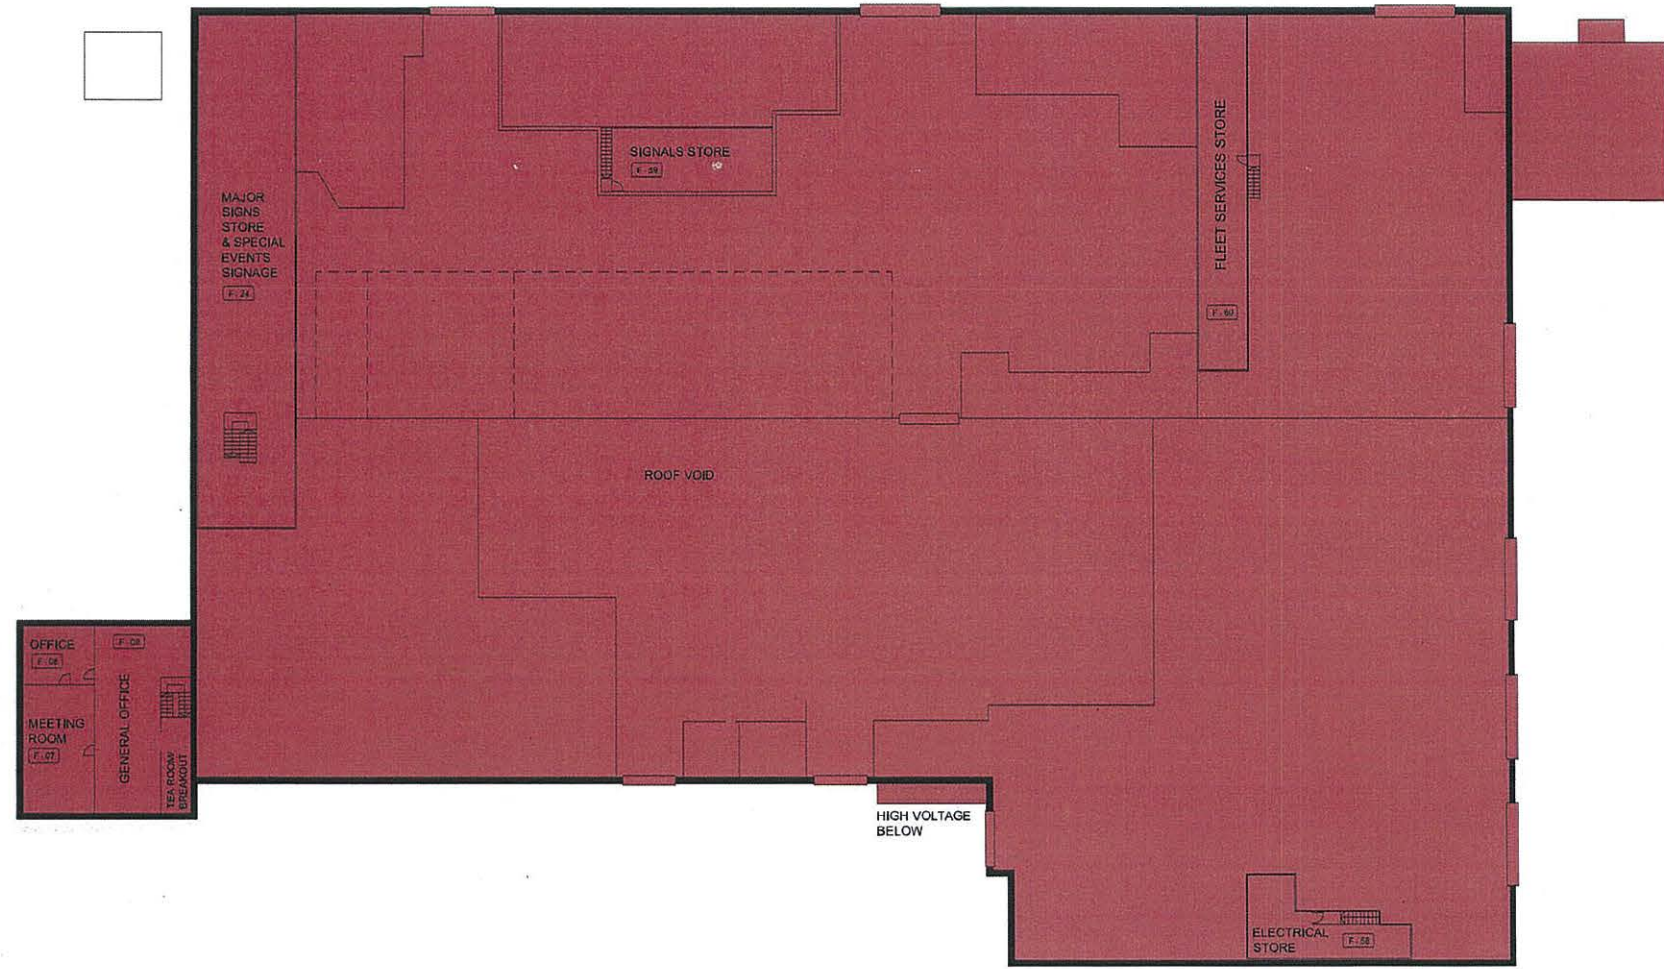 SIGNALS STORE
F - 59
FLEET SERVICES STORE
F - 60
MAJOR
SIGNS
STORE
& SPECIAL
EVENTS
SIGNAGE
F - 24
ROOF VOID
OFFICE
F - 06
MEETING
ROOM
F - 07
GENERAL OFFICE
TEA ROOM/
BREAKOUT
HIGH VOLTAGE
BELOW
ELECTRICAL
STORE
F - 58